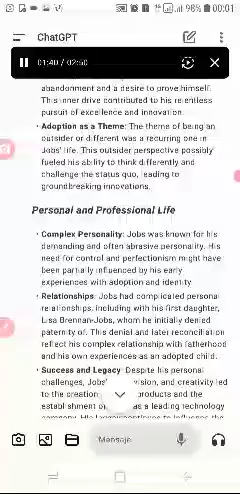 98% 00:01
ChatGPT
01:40 / 02:50
abandonment and a desire to prove himself.
This inner drive contributed to his relentless
pursuit of excellence and innovation.
• Adoption as a Theme: The theme of being an
outsider or different was a recurring one in
Jobs' life. This outsider perspective possibly
fueled his ability to think differently and
challenge the status quo, leading to
groundbreaking innovations.
Personal and Professional Life
• Complex Personality: Jobs was known for his
demanding and often abrasive personality. His
need for control and perfectionism might have
been partially influenced by his early
experiences with adoption and identity.
• Relationships: Jobs had complicated personal
relationships, including with his first daughter,
Lisa Brennan-Jobs, whom he initially denied
paternity of. This denial and later reconciliation
reflect his complex relationship with fatherhood
and his own experiences as an adopted child.
• Success and Legacy: Despite his personal
challenges, Jobs' vision, and creativity led
to the creation products and the
establishment of as a leading technology
Mensaje